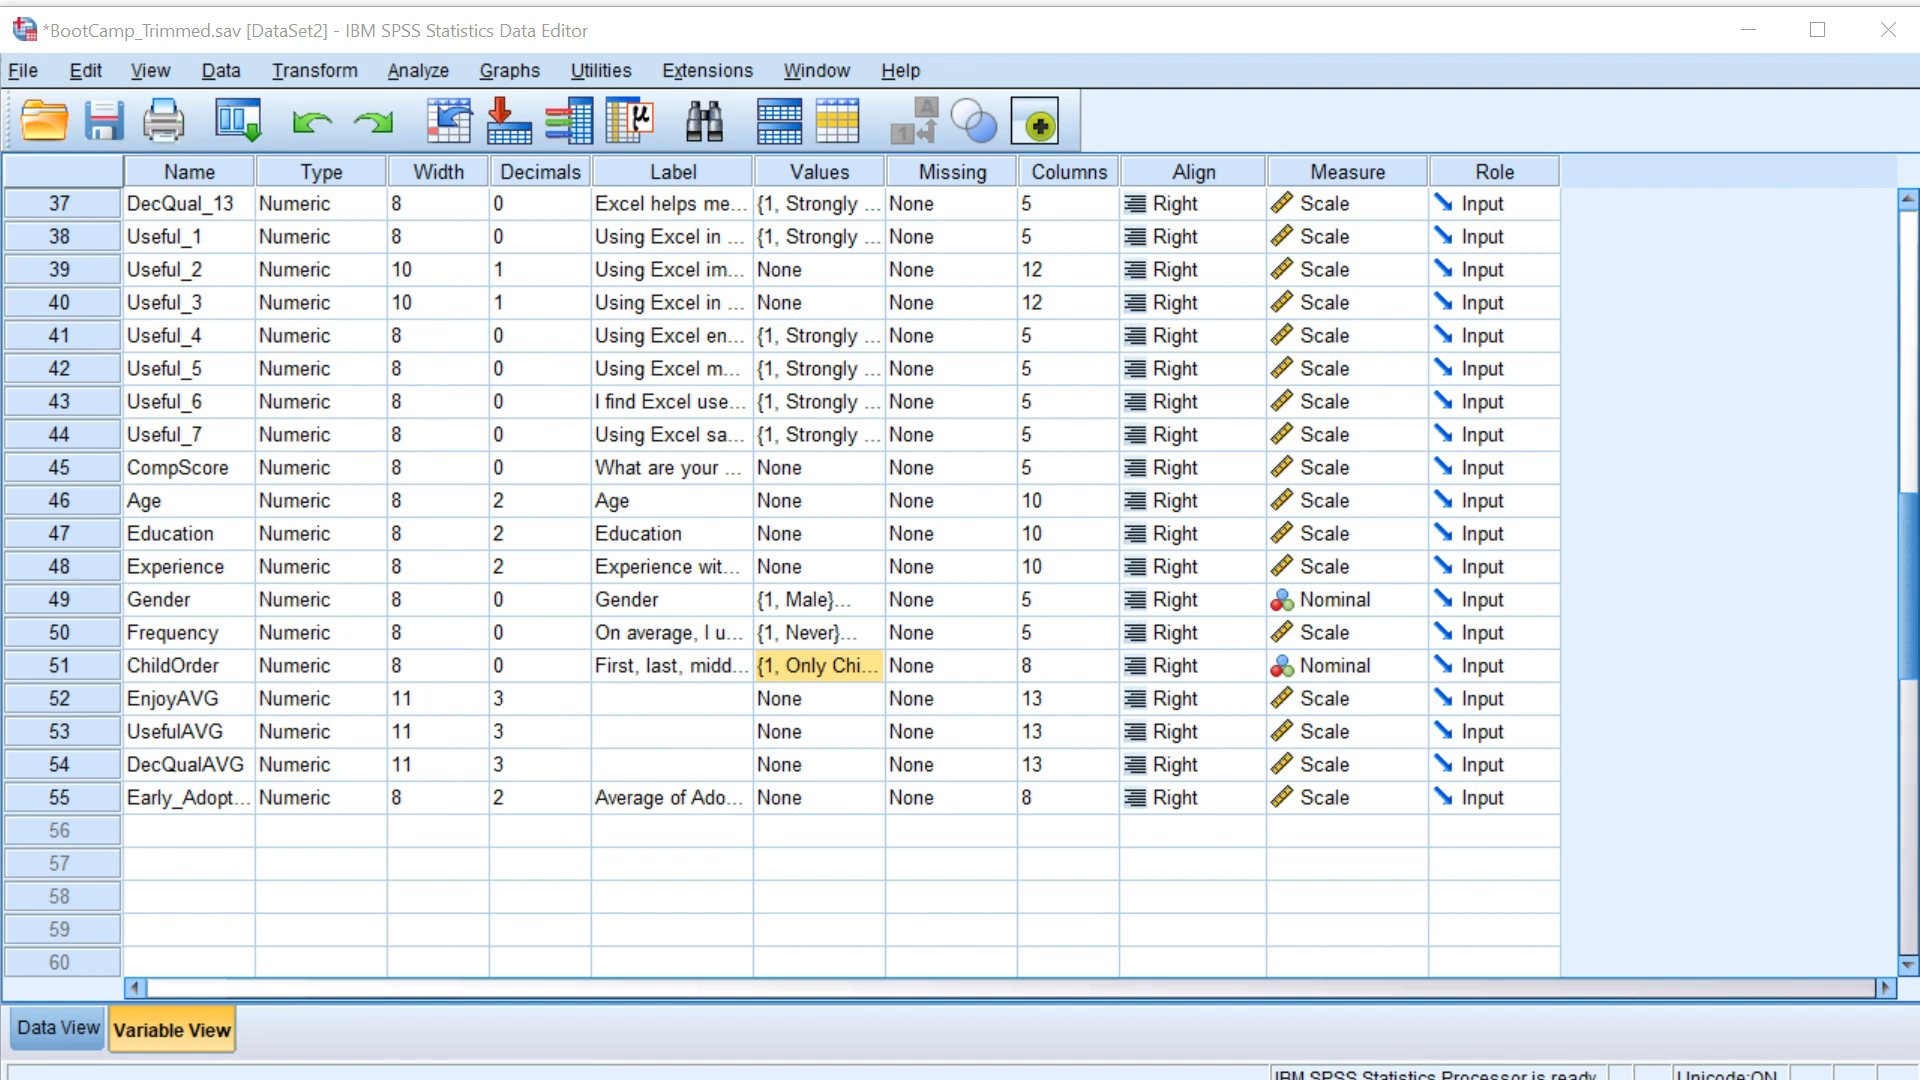 *BootCamp_Trimmed.sav [DataSet2] - IBM SPSS Statistics Data Editor
File Edit View Data Transform Analyze Graphs Utilities Extensions Window Help
Name Type Width Decimals Label Values Missing Columns Align Measure Role
37 DecQual_13 Numeric 8 0 Excel helps me... {1, Strongly ... None 5 Right Scale Input
38 Useful_1 Numeric 8 0 Using Excel in ... {1, Strongly ... None 5 Right Scale Input
39 Useful_2 Numeric 10 1 Using Excel im... None None 12 Right Scale Input
40 Useful_3 Numeric 10 1 Using Excel in ... None None 12 Right Scale Input
41 Useful_4 Numeric 8 0 Using Excel en... {1, Strongly ... None 5 Right Scale Input
42 Useful_5 Numeric 8 0 Using Excel m... {1, Strongly ... None 5 Right Scale Input
43 Useful_6 Numeric 8 0 I find Excel use... {1, Strongly ... None 5 Right Scale Input
44 Useful_7 Numeric 8 0 Using Excel sa... {1, Strongly ... None 5 Right Scale Input
45 CompScore Numeric 8 0 What are your ... None None 5 Right Scale Input
46 Age Numeric 8 2 Age None None 10 Right Scale Input
47 Education Numeric 8 2 Education None None 10 Right Scale Input
48 Experience Numeric 8 2 Experience wit... None None 10 Right Scale Input
49 Gender Numeric 8 0 Gender {1, Male}... None 5 Right Nominal Input
50 Frequency Numeric 8 0 On average, I u... {1, Never}... None 5 Right Scale Input
51 ChildOrder Numeric 8 0 First, last, midd... {1, Only Chi... None 8 Right Nominal Input
52 EnjoyAVG Numeric 11 3 None None 13 Right Scale Input
53 UsefulAVG Numeric 11 3 None None 13 Right Scale Input
54 DecQualAVG Numeric 11 3 None None 13 Right Scale Input
55 Early_Adopt... Numeric 8 2 Average of Ado... None None 8 Right Scale Input
56
57
58
59
60
Data View Variable View
IBM SPSS Statistics Processor is ready Unicode:ON